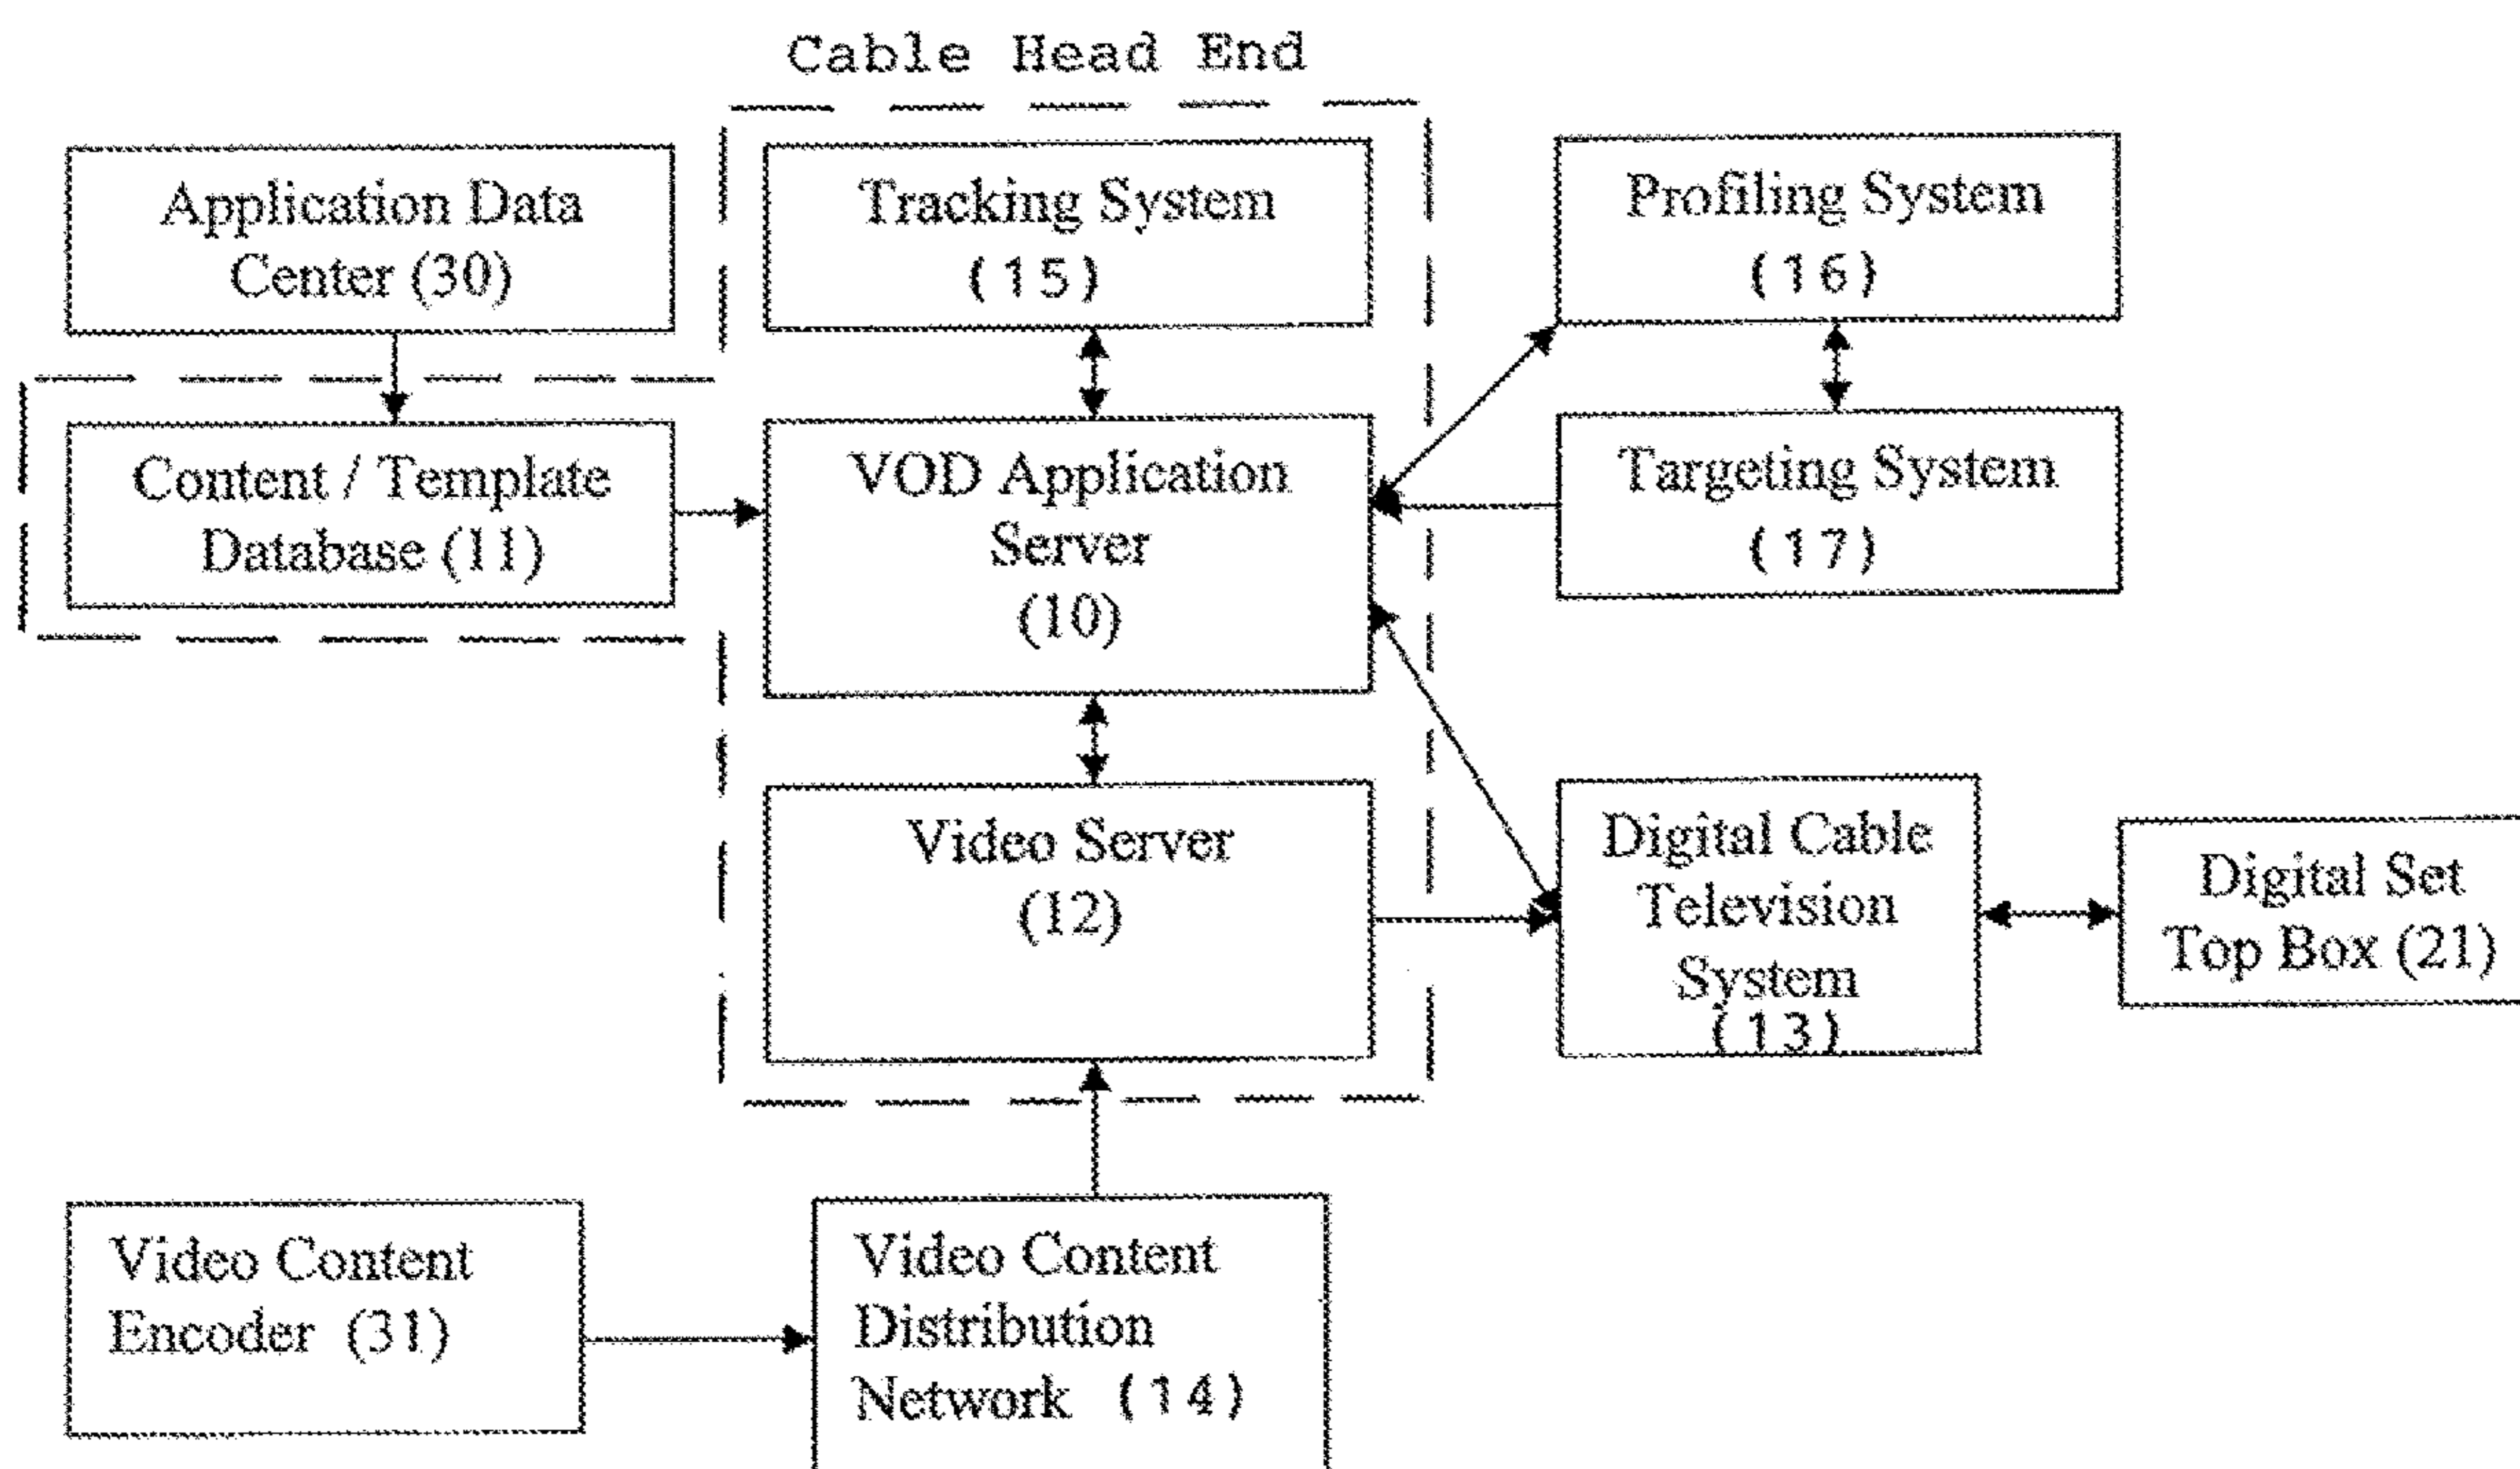 Cable Head End
Application Data
Center (30)
Tracking System
(15)
Profiling System
(16)
Content / Template
Database (11)
VOD Application
Server
(10)
Targeting System
(17)
Video Server
(12)
Digital Cable
Television
System
(13)
Digital Set
Top Box (21)
Video Content
Encoder (31)
Video Content
Distribution
Network (14)